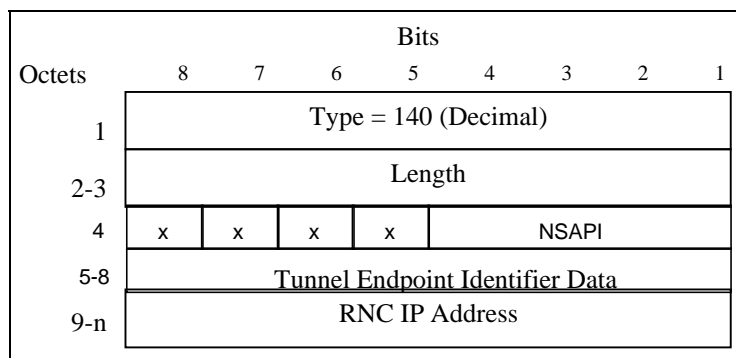 Bits
Octets 8 7 6 5 4 3 2 1
1 Type = 140 (Decimal)
2-3 Length
4 x x x x NSAPI
5-8 Tunnel Endpoint Identifier Data
9-n RNC IP Address